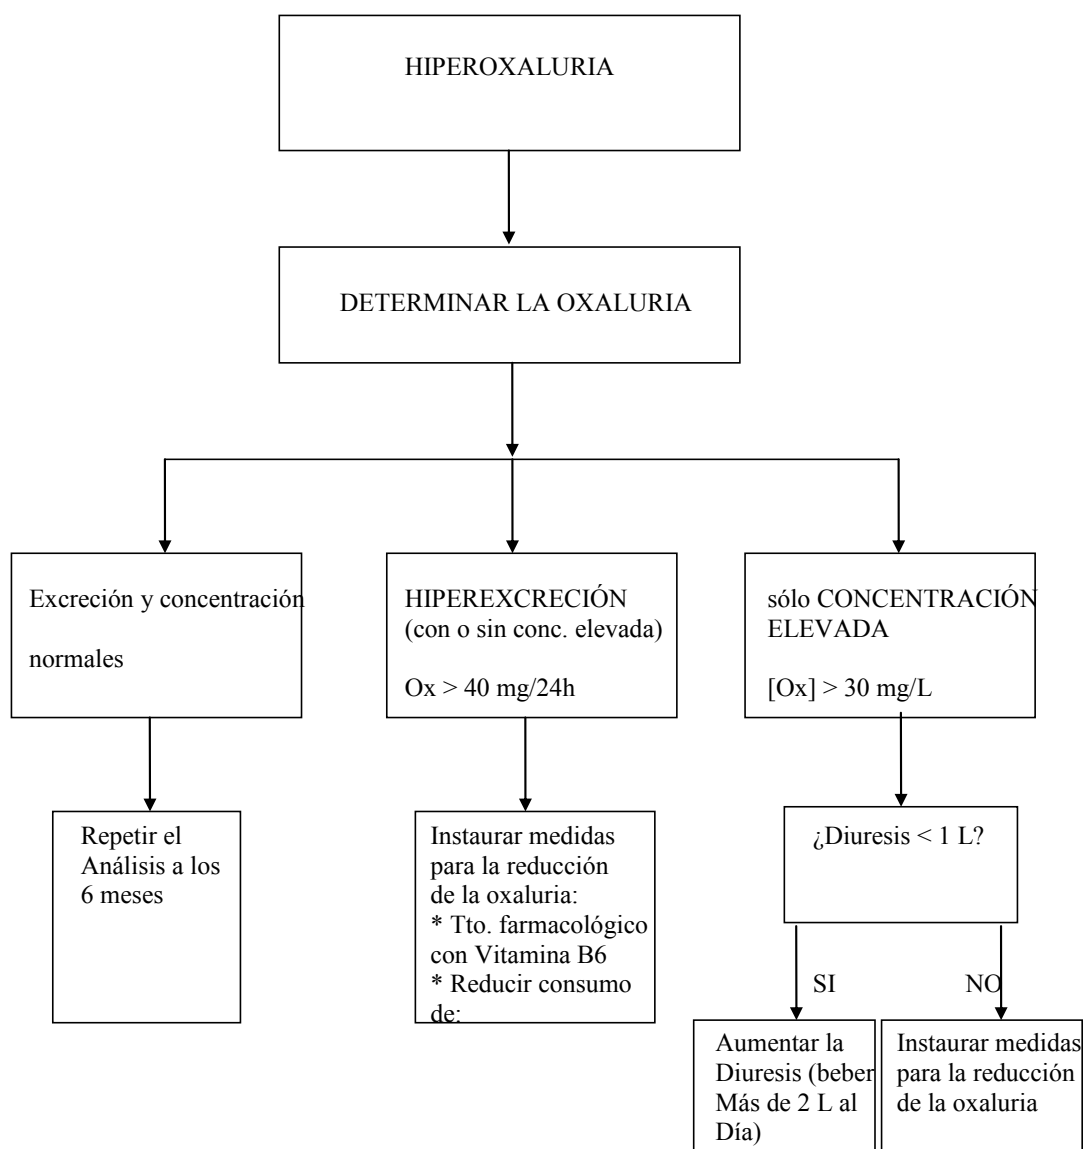 HIPEROXALURIA
DETERMINAR LA OXALURIA
Excreción y concentración
normales
HIPEREXCRECIÓN
(con o sin conc. elevada)
Ox > 40 mg/24h
sólo CONCENTRACIÓN
ELEVADA
[Ox] > 30 mg/L
Repetir el
Análisis a los
6 meses
Instaurar medidas
para la reducción
de la oxaluria:
* Tto. farmacológico
con Vitamina B6
* Reducir consumo
de:
¿Diuresis < 1 L?
SI
NO
Aumentar la
Diuresis (beber
Más de 2 L al
Día)
Instaurar medidas
para la reducción
de la oxaluria